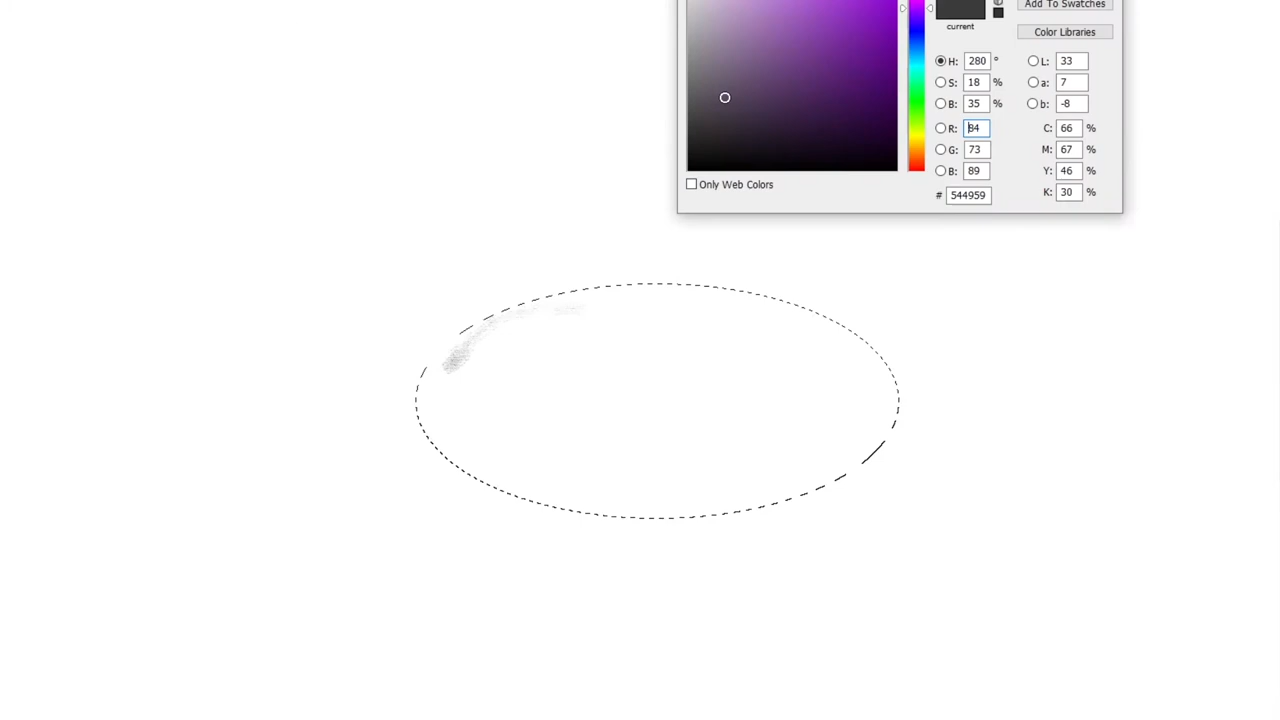 Add To Swatches
current
Color Libraries
H: 280 ° L: 33
S: 18 % a: 7
B: 35 % b: -8
R: 84 C: 66 %
G: 73 M: 67 %
B: 89 Y: 46 %
Only Web Colors
# 544959 K: 30 %